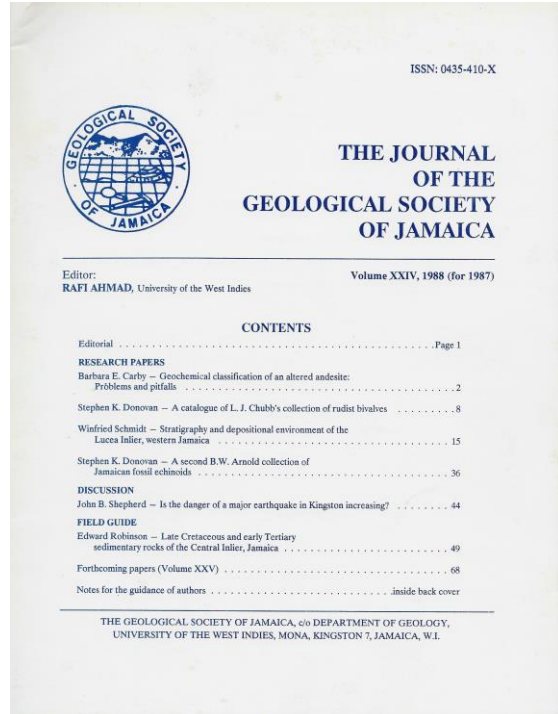 ISSN: 0435-410-X
GEOLOGICAL SOCIETY
OF JAMAICA
THE JOURNAL
OF THE
GEOLOGICAL SOCIETY
OF JAMAICA
Editor:
RAFI AHMAD, University of the West Indies
Volume XXIV, 1988 (for 1987)
CONTENTS
Editorial . . . . . . . . . . . . . . . . . . . . . . . . . . . . . . . . . . . . . . . . . . . . . . . Page 1
RESEARCH PAPERS
Barbara E. Carby — Geochemical classification of an altered andesite:
Problems and pitfalls . . . . . . . . . . . . . . . . . . . . . . . . . . . . . . . . . . . . . . . 2
Stephen K. Donovan — A catalogue of L. J. Chubb's collection of rudist bivalves . . . . . . . . . 8
Winfried Schmidt — Stratigraphy and depositional environment of the
Lucea Inlier, western Jamaica . . . . . . . . . . . . . . . . . . . . . . . . . . . . . . . . . . 15
Stephen K. Donovan — A second B.W. Arnold collection of
Jamaican fossil echinoids . . . . . . . . . . . . . . . . . . . . . . . . . . . . . . . . . . . . 36
DISCUSSION
John B. Shepherd — Is the danger of a major earthquake in Kingston increasing? . . . . . . . . 44
FIELD GUIDE
Edward Robinson — Late Cretaceous and early Tertiary
sedimentary rocks of the Central Inlier, Jamaica . . . . . . . . . . . . . . . . . . . . . . . 49
Forthcoming papers (Volume XXV) . . . . . . . . . . . . . . . . . . . . . . . . . . . . . . . . 68
Notes for the guidance of authors . . . . . . . . . . . . . . . . . . . . . . . . . .inside back cover
THE GEOLOGICAL SOCIETY OF JAMAICA, c/o DEPARTMENT OF GEOLOGY,
UNIVERSITY OF THE WEST INDIES, MONA, KINGSTON 7, JAMAICA, W.I.